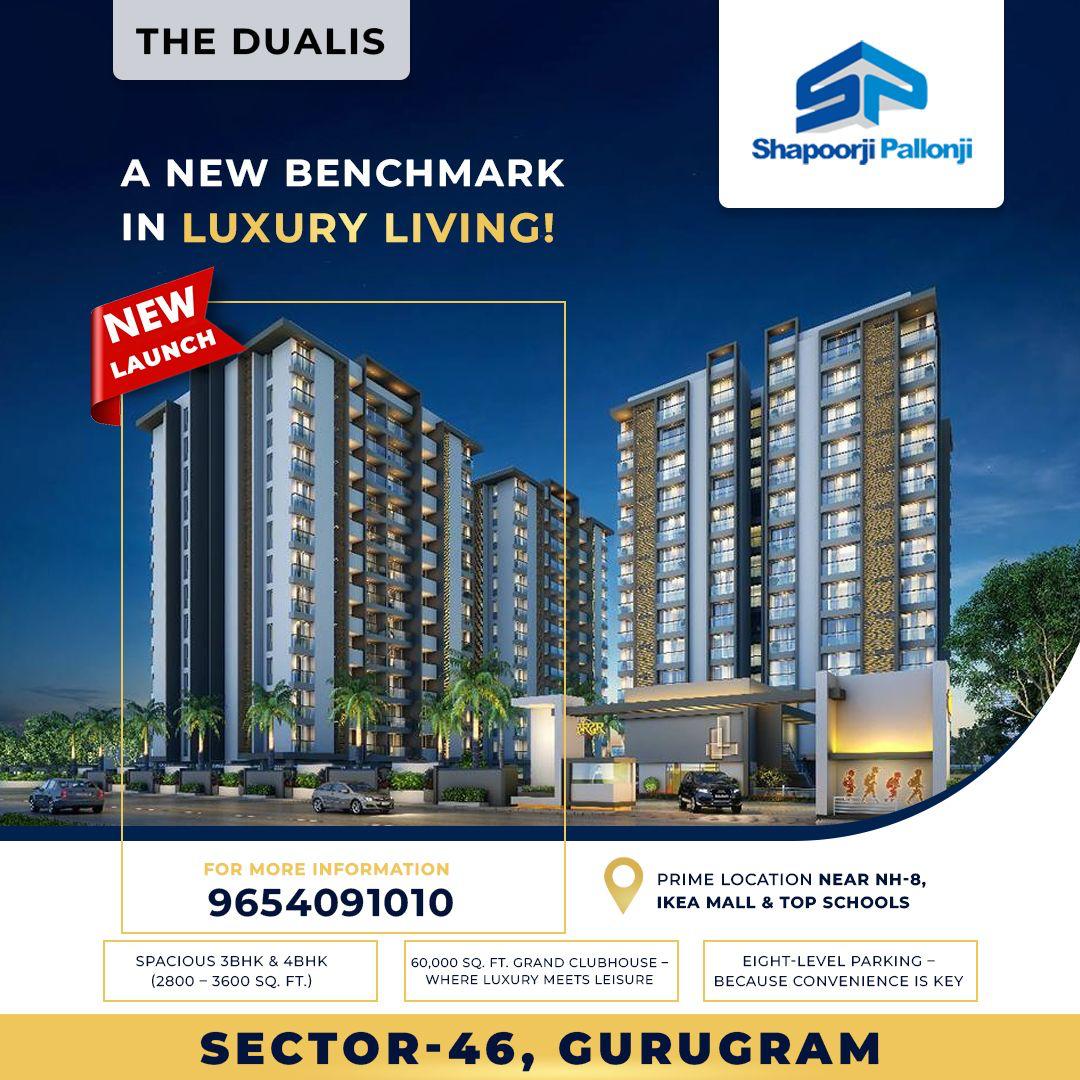 THE DUALIS
SP
Shapoorji Pallonji
A NEW BENCHMARK
IN LUXURY LIVING!
NEW
LAUNCH
FOR MORE INFORMATION
9654091010
PRIME LOCATION NEAR NH-8,
IKEA MALL & TOP SCHOOLS
SPACIOUS 3BHK & 4BHK
(2800 – 3600 SQ. FT.)
60,000 SQ. FT. GRAND CLUBHOUSE –
WHERE LUXURY MEETS LEISURE
EIGHT-LEVEL PARKING –
BECAUSE CONVENIENCE IS KEY
SECTOR-46, GURUGRAM